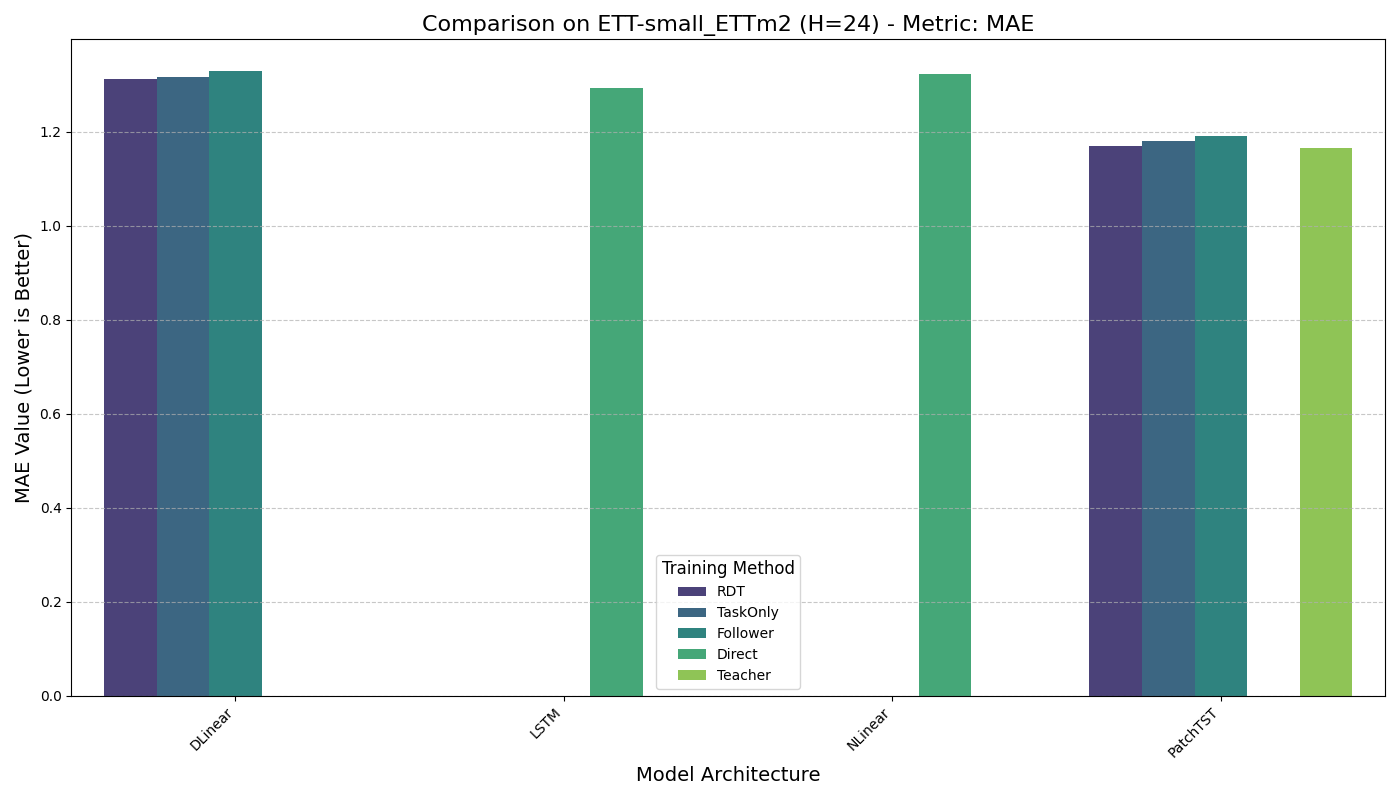 Comparison on ETT-small_ETTm2 (H=24) - Metric: MAE
MAE Value (Lower is Better)
1.2
1.0
0.8
0.6
0.4
0.2
0.0
Training Method
RDT
TaskOnly
Follower
Direct
Teacher
DLinear
LSTM
NLinear
PatchTST
Model Architecture